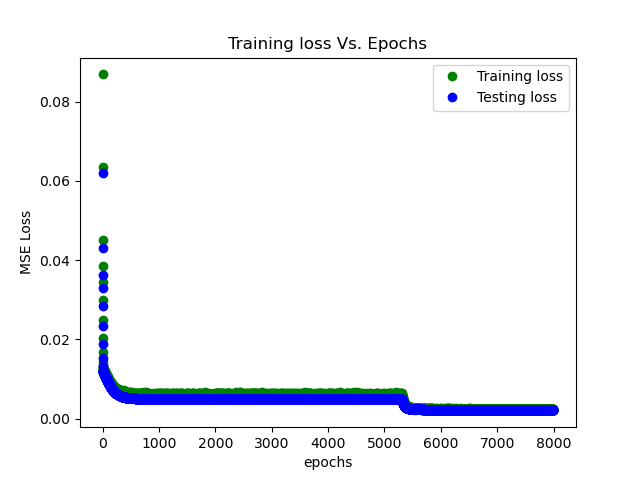 Training loss Vs. Epochs
Training loss
Testing loss
0.08
0.06
0.04
0.02
0.00
MSE Loss
0 1000 2000 3000 4000 5000 6000 7000 8000
epochs